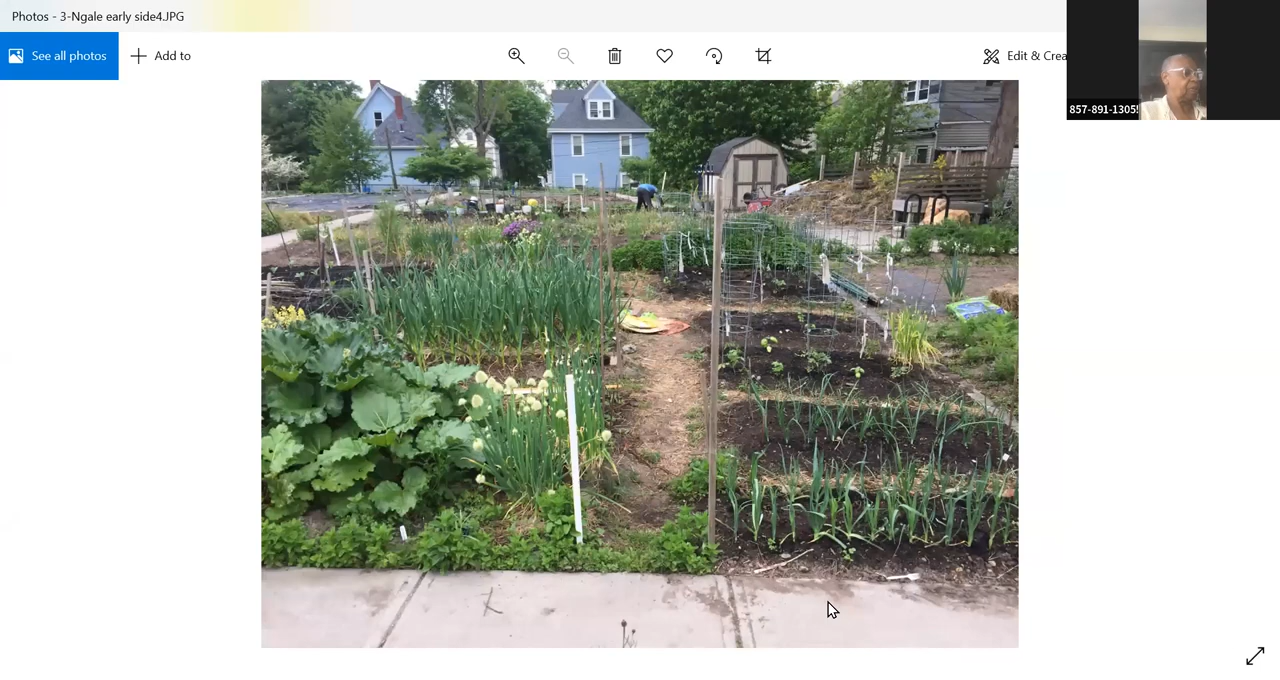 Photos - 3-Ngale early side4.JPG
See all photos
Add to
Edit & Crea
857-891-1305!